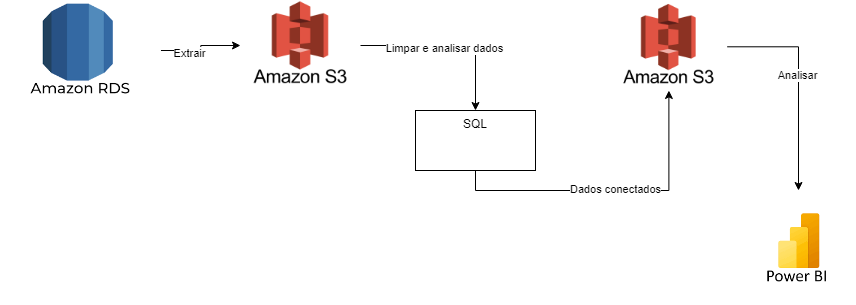 Amazon RDS
Extrair
Amazon S3
Limpar e analisar dados
SQL
Dados conectados
Amazon S3
Analisar
Power BI